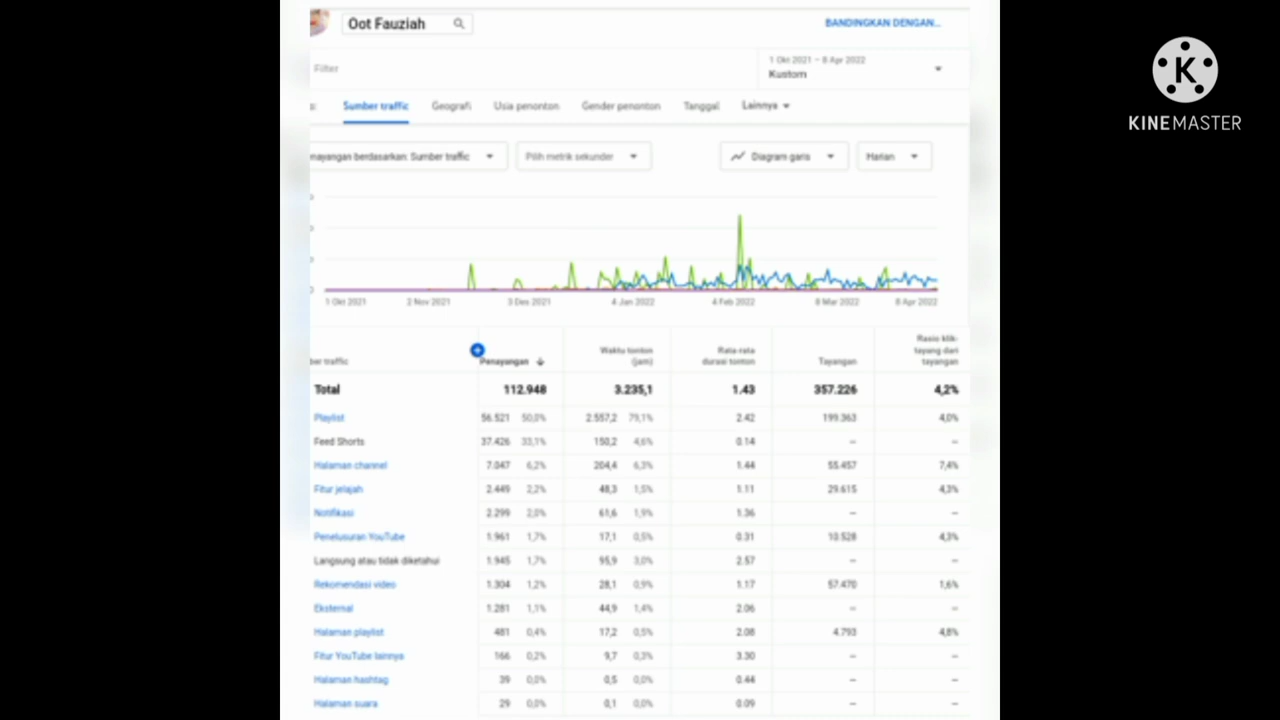 Oot Fauziah
BANDINGKAN DENGAN...
Filter
1 Okt 2021 – 8 Apr 2022
Kustom
Sumber traffic Geografi Usia penonton Gender penonton Tanggal Lainnya
nayangan berdasarkan: Sumber traffic Pilih metrik sekunder Diagram garis Harian
1 Okt 2021 2 Nov 2021 3 Des 2021 4 Jan 2022 4 Feb 2022 8 Mar 2022 8 Apr 2022
ber traffic Penayangan Waktu tonton (jam) Rata-rata durasi tonton Tayangan Rasio klik-tayang dari tayangan
Total 112.948 3.235,1 1.43 357.226 4,2%
Playlist 56.521 50,0% 2.557,2 79,1% 2.42 199.363 4,0%
Feed Shorts 37.426 33,1% 150,2 4,6% 0.14 – –
Halaman channel 7.047 6,2% 204,4 6,3% 1.44 55.457 7,4%
Fitur jelajah 2.449 2,2% 48,3 1,5% 1.11 29.615 4,3%
Notifikasi 2.299 2,0% 61,6 1,9% 1.36 – –
Penelusuran YouTube 1.961 1,7% 17,1 0,5% 0.31 10.528 4,3%
Langsung atau tidak diketahui 1.945 1,7% 95,9 3,0% 2.57 – –
Rekomendasi video 1.304 1,2% 28,1 0,9% 1.17 57.470 1,6%
Eksternal 1.281 1,1% 44,9 1,4% 2.06 – –
Halaman playlist 481 0,4% 17,2 0,5% 2.08 4.793 4,8%
Fitur YouTube lainnya 166 0,2% 9,7 0,3% 3.30 – –
Halaman hashtag 39 0,0% 0,5 0,0% 0.44 – –
Halaman suara 29 0,0% 0,1 0,0% 0.09 – –
KINEMASTER